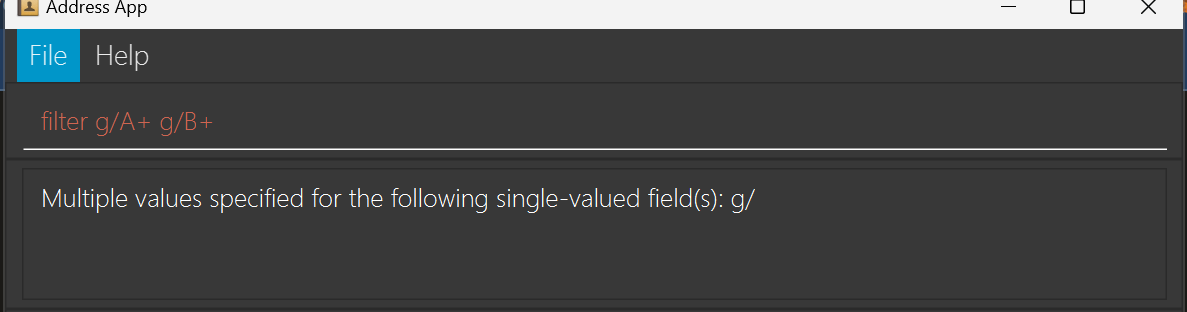 Address App
File Help
filter g/A+ g/B+
Multiple values specified for the following single-valued field(s): g/